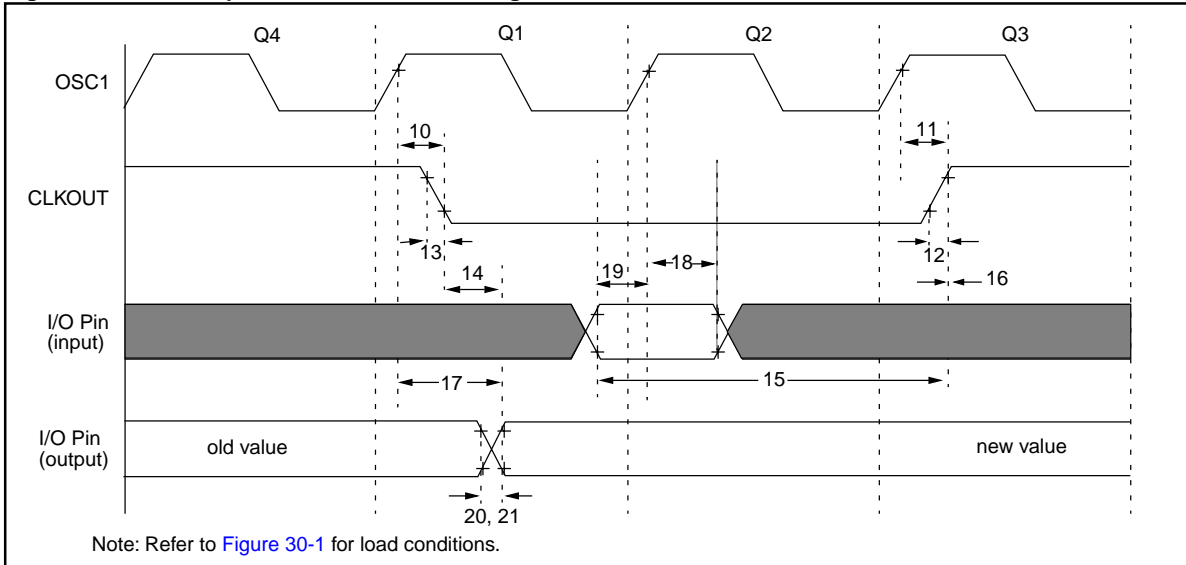 Q4 Q1 Q2 Q3
OSC1
10 11
CLKOUT
13 12
14 19 18 16
I/O Pin
(input)
17 15
I/O Pin
(output)
old value new value
20, 21
Note: Refer to Figure 30-1 for load conditions.